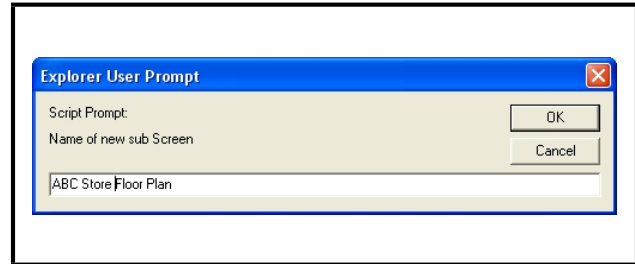 Explorer User Prompt
Script Prompt:
OK
Name of new sub Screen
Cancel
ABC Store Floor Plan